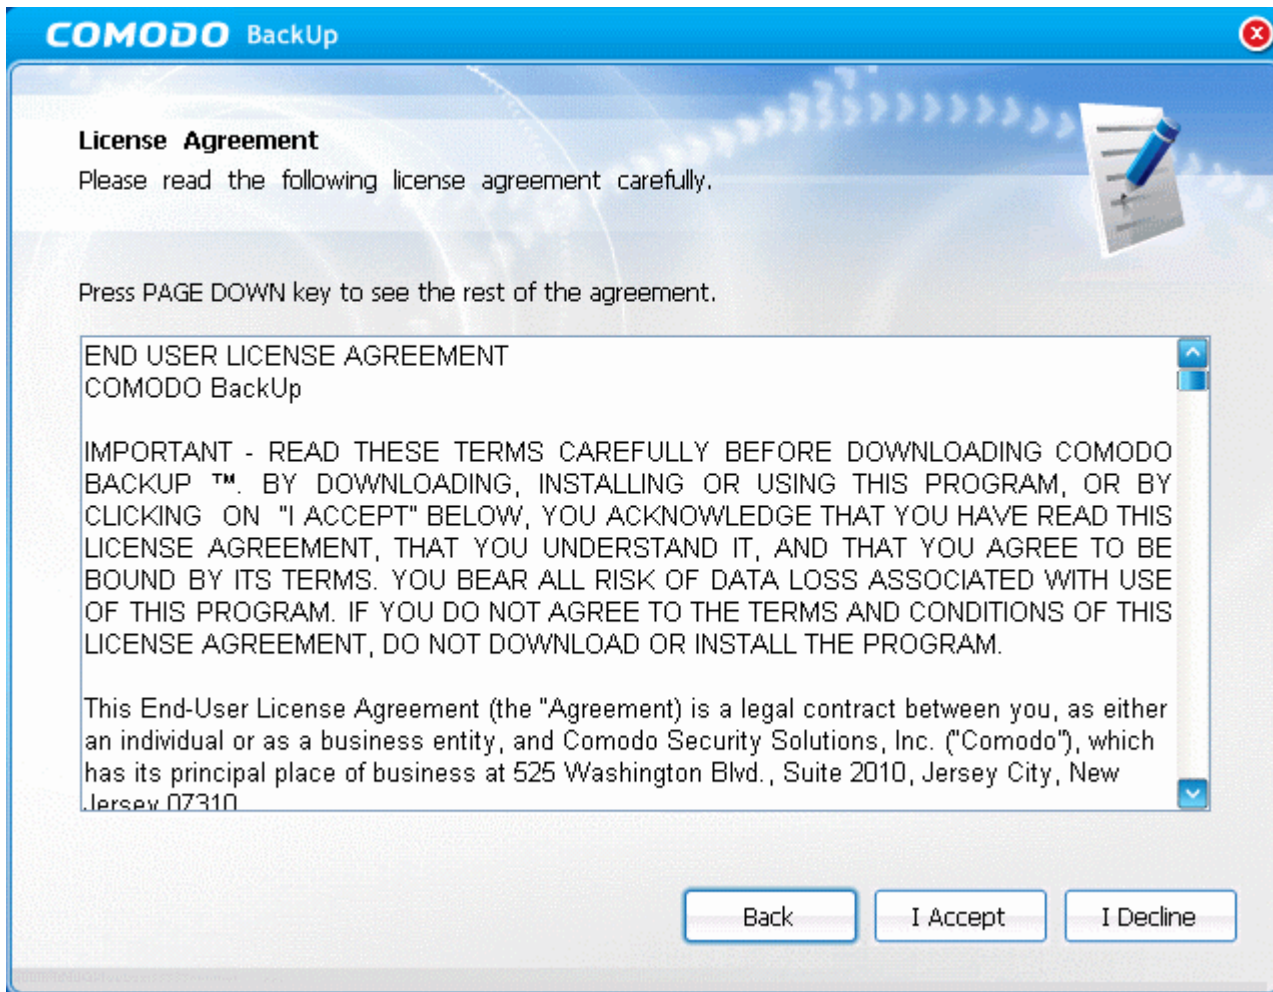 COMODO BackUp
License Agreement
Please read the following license agreement carefully.
Press PAGE DOWN key to see the rest of the agreement.
END USER LICENSE AGREEMENT
COMODO BackUp
IMPORTANT - READ THESE TERMS CAREFULLY BEFORE DOWNLOADING COMODO
BACKUP ™. BY DOWNLOADING, INSTALLING OR USING THIS PROGRAM, OR BY
CLICKING ON "I ACCEPT" BELOW, YOU ACKNOWLEDGE THAT YOU HAVE READ THIS
LICENSE AGREEMENT, THAT YOU UNDERSTAND IT, AND THAT YOU AGREE TO BE
BOUND BY ITS TERMS. YOU BEAR ALL RISK OF DATA LOSS ASSOCIATED WITH USE
OF THIS PROGRAM. IF YOU DO NOT AGREE TO THE TERMS AND CONDITIONS OF THIS
LICENSE AGREEMENT, DO NOT DOWNLOAD OR INSTALL THE PROGRAM.
This End-User License Agreement (the "Agreement) is a legal contract between you, as either
an individual or as a business entity, and Comodo Security Solutions, Inc. ("Comodo"), which
has its principal place of business at 525 Washington Blvd., Suite 2010, Jersey City, New
Jersey 07310
Back
I Accept
I Decline